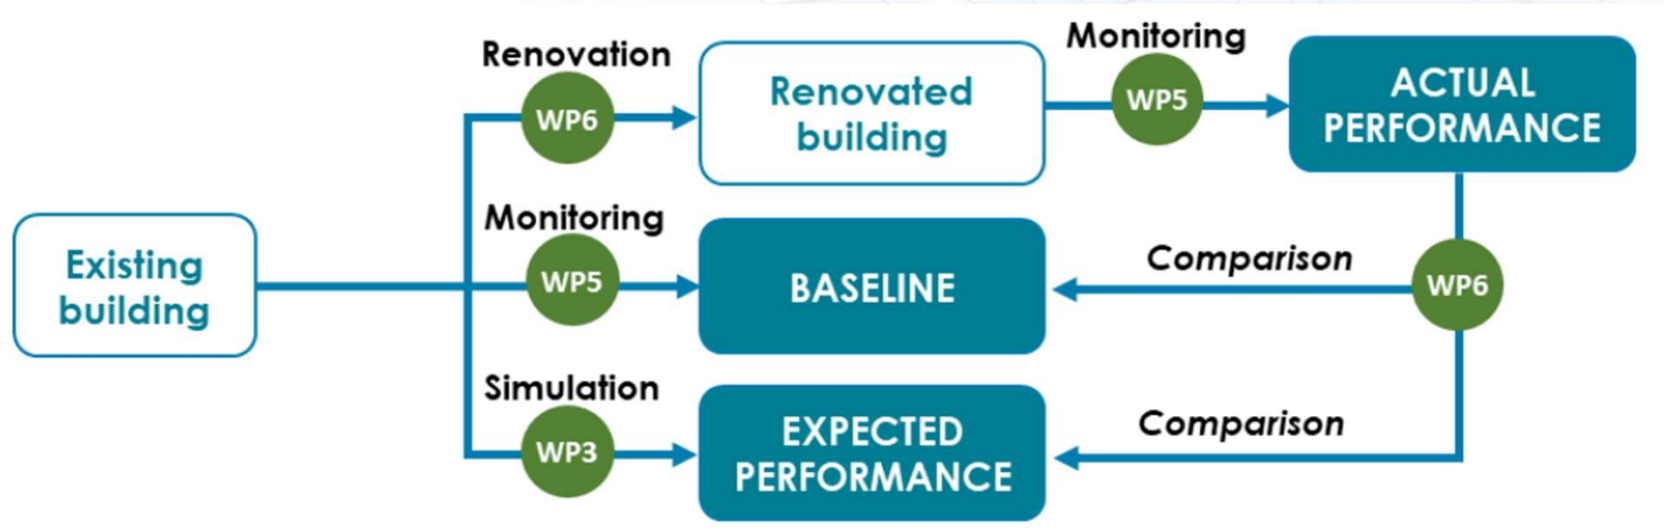 Renovation
WP6
Renovated
building
Monitoring
WP5
ACTUAL
PERFORMANCE
Existing
building
Monitoring
WP5
BASELINE
Comparison
WP6
Simulation
WP3
EXPECTED
PERFORMANCE
Comparison